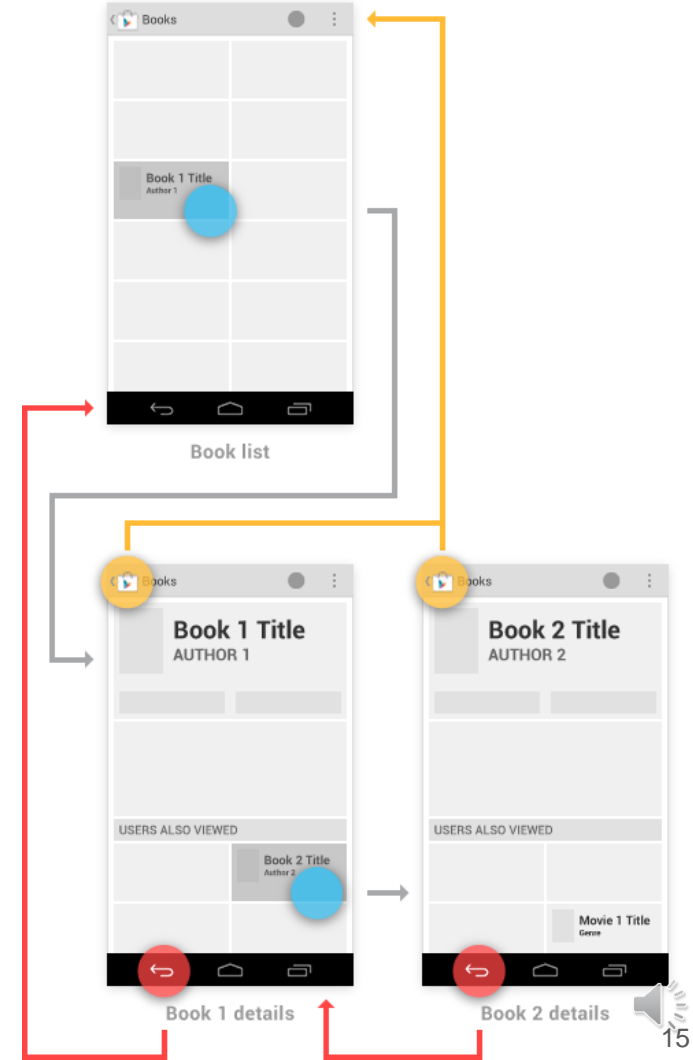 Books
Book 1 Title
Author 1
Book list
Books
Book 1 Title
AUTHOR 1
USERS ALSO VIEWED
Book 2 Title
Author 2
Book 1 details
Books
Book 2 Title
AUTHOR 2
USERS ALSO VIEWED
Movie 1 Title
Genre
Book 2 details
15